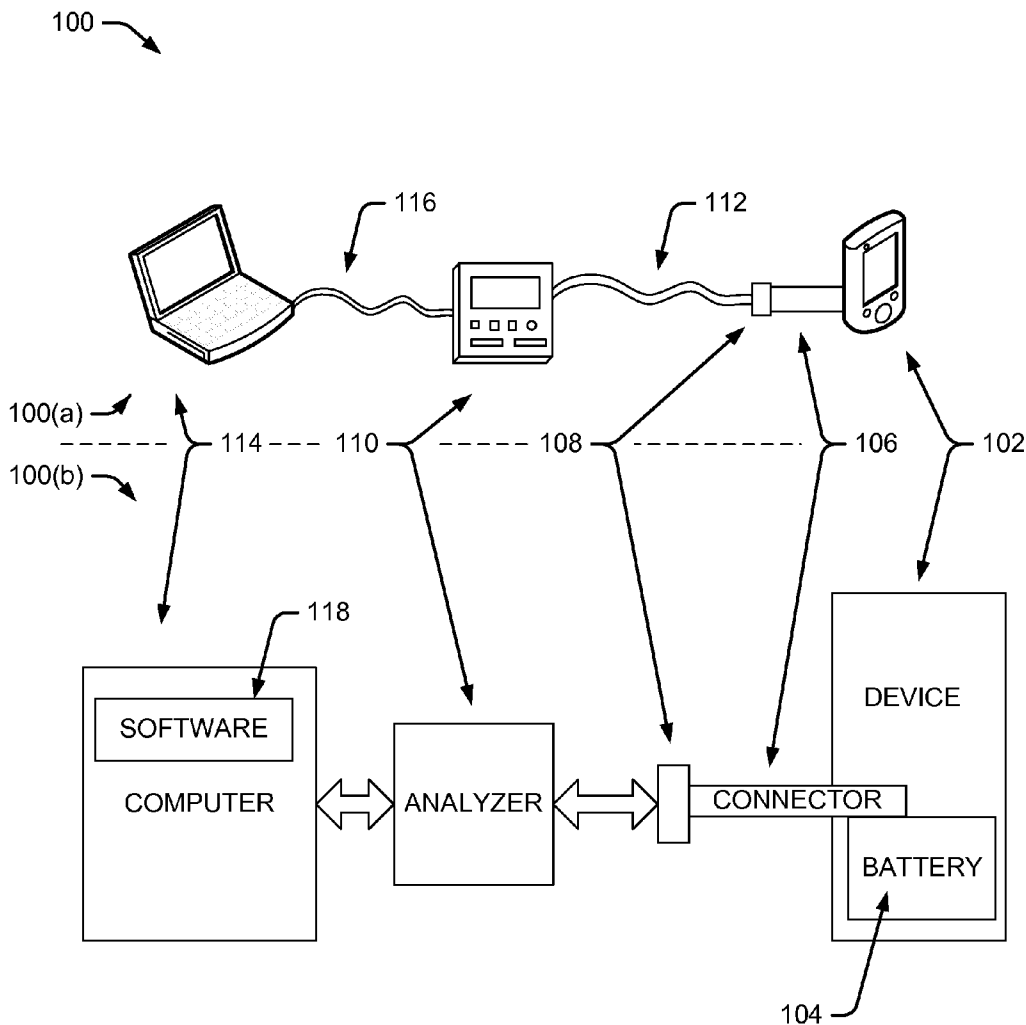 100
116
112
100(a)
114
110
108
106
102
100(b)
118
DEVICE
SOFTWARE
COMPUTER
ANALYZER
CONNECTOR
BATTERY
104